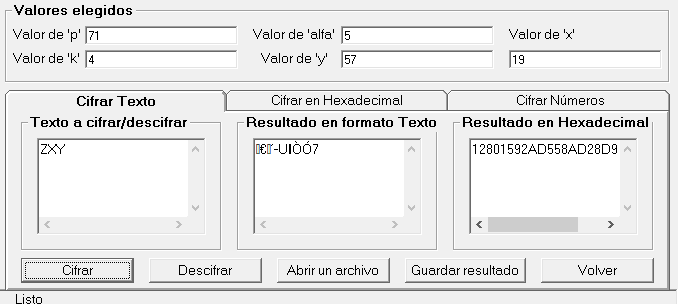 Valores elegidos
Valor de 'p' 71 Valor de 'alfa' 5 Valor de 'x'
Valor de 'k' 4 Valor de 'y' 57 19
Cifrar Texto Cifrar en Hexadecimal Cifrar Números
Texto a cifrar/descifrar Resultado en formato Texto Resultado en Hexadecimal
ZXY €-UIÒÓ7 12801592AD558AD28D9
Cifrar Descifrar Abrir un archivo Guardar resultado Volver
Listo